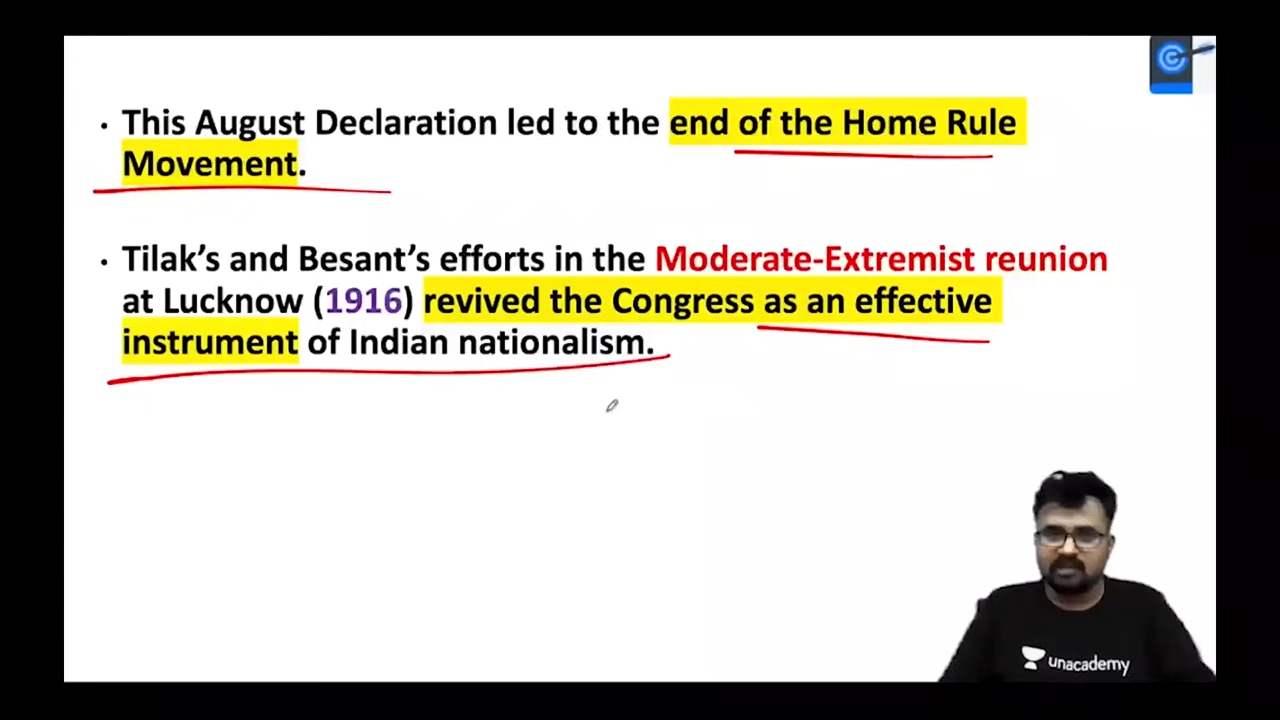 • This August Declaration led to the end of the Home Rule
Movement.
• Tilak’s and Besant’s efforts in the Moderate-Extremist reunion
at Lucknow (1916) revived the Congress as an effective
instrument of Indian nationalism.
unacademy